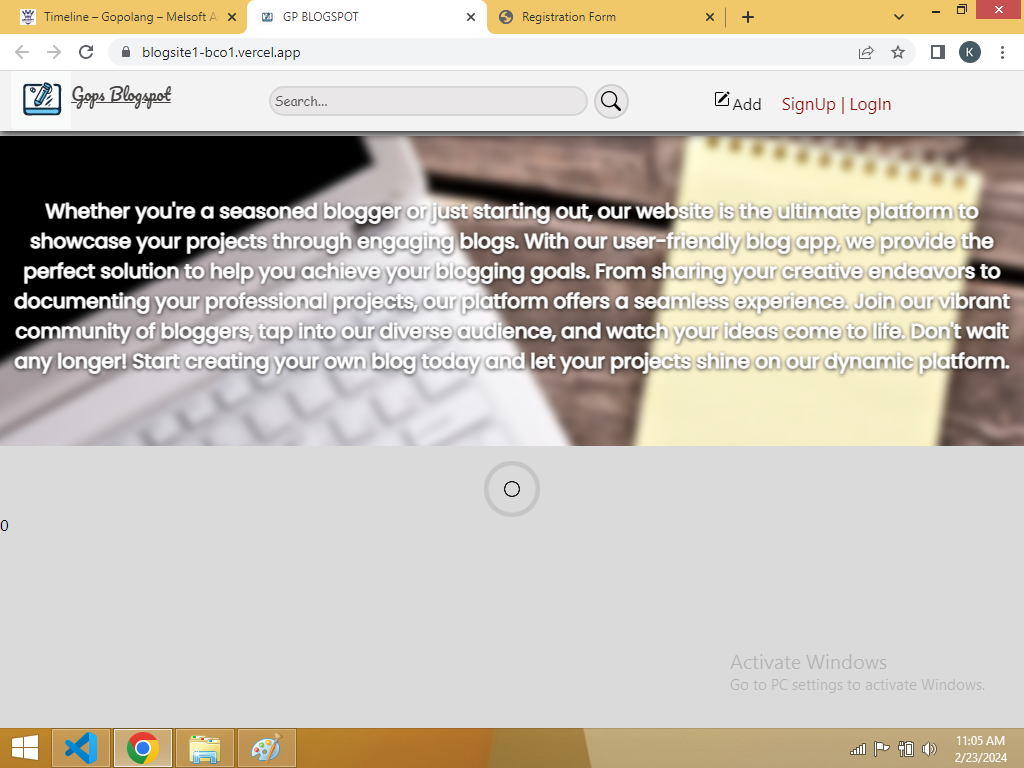 Timeline – Gopolang – Melsoft A
GP BLOGSPOT
Registration Form
blogsite1-bco1.vercel.app
K
Gops Blogspot
Search...
Add
SignUp | LogIn
Whether you're a seasoned blogger or just starting out, our website is the ultimate platform to
showcase your projects through engaging blogs. With our user-friendly blog app, we provide the
perfect solution to help you achieve your blogging goals. From sharing your creative endeavors to
documenting your professional projects, our platform offers a seamless experience. Join our vibrant
community of bloggers, tap into our diverse audience, and watch your ideas come to life. Don't wait
any longer! Start creating your own blog today and let your projects shine on our dynamic platform.
0
Activate Windows
Go to PC settings to activate Windows.
11:05 AM
2/23/2024